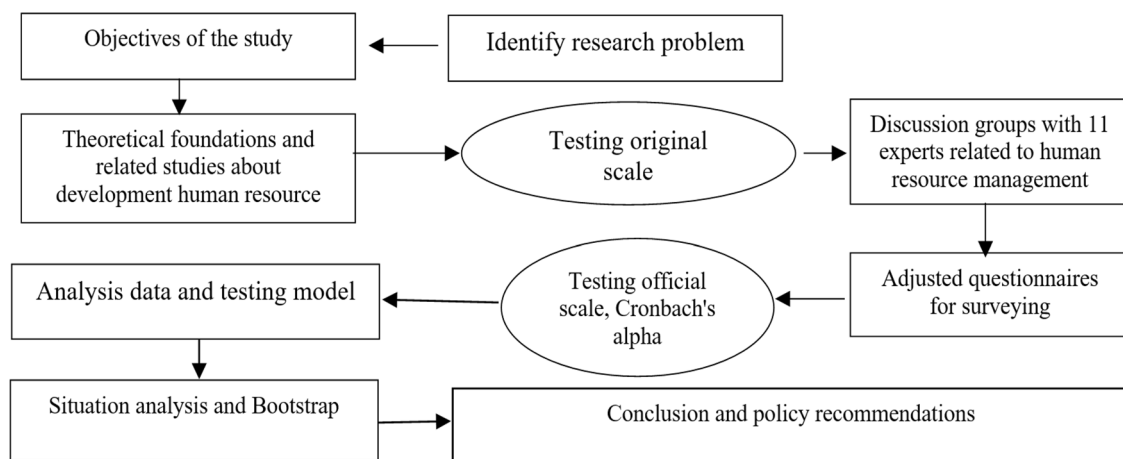 Objectives of the study
Identify research problem
Theoretical foundations and
related studies about
development human resource
Testing original
scale
Discussion groups with 11
experts related to human
resource management
Analysis data and testing model
Testing official
scale, Cronbach's
alpha
Adjusted questionnaires
for surveying
Situation analysis and Bootstrap
Conclusion and policy recommendations